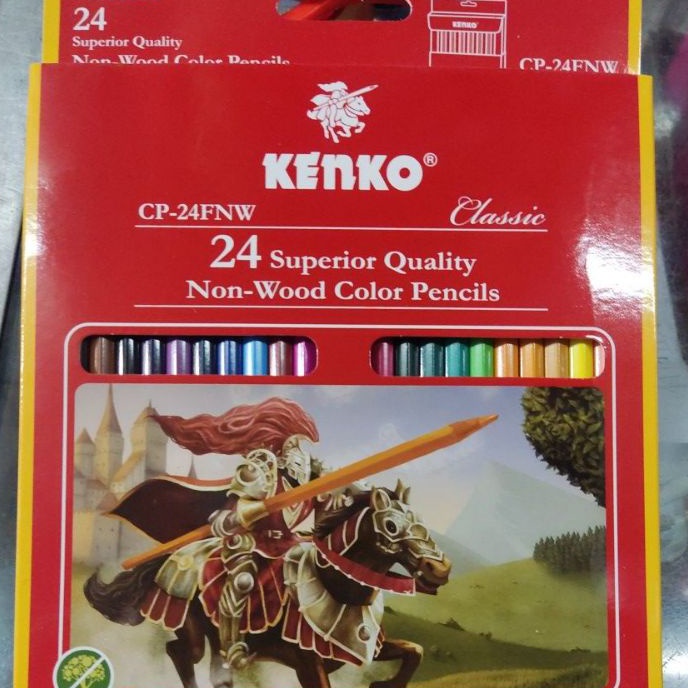 24
Superior Quality
Non-Wood Color Pencils
KENKO
CP-24FNW
KENKO®
CP-24FNW
Classic
24 Superior Quality
Non-Wood Color Pencils